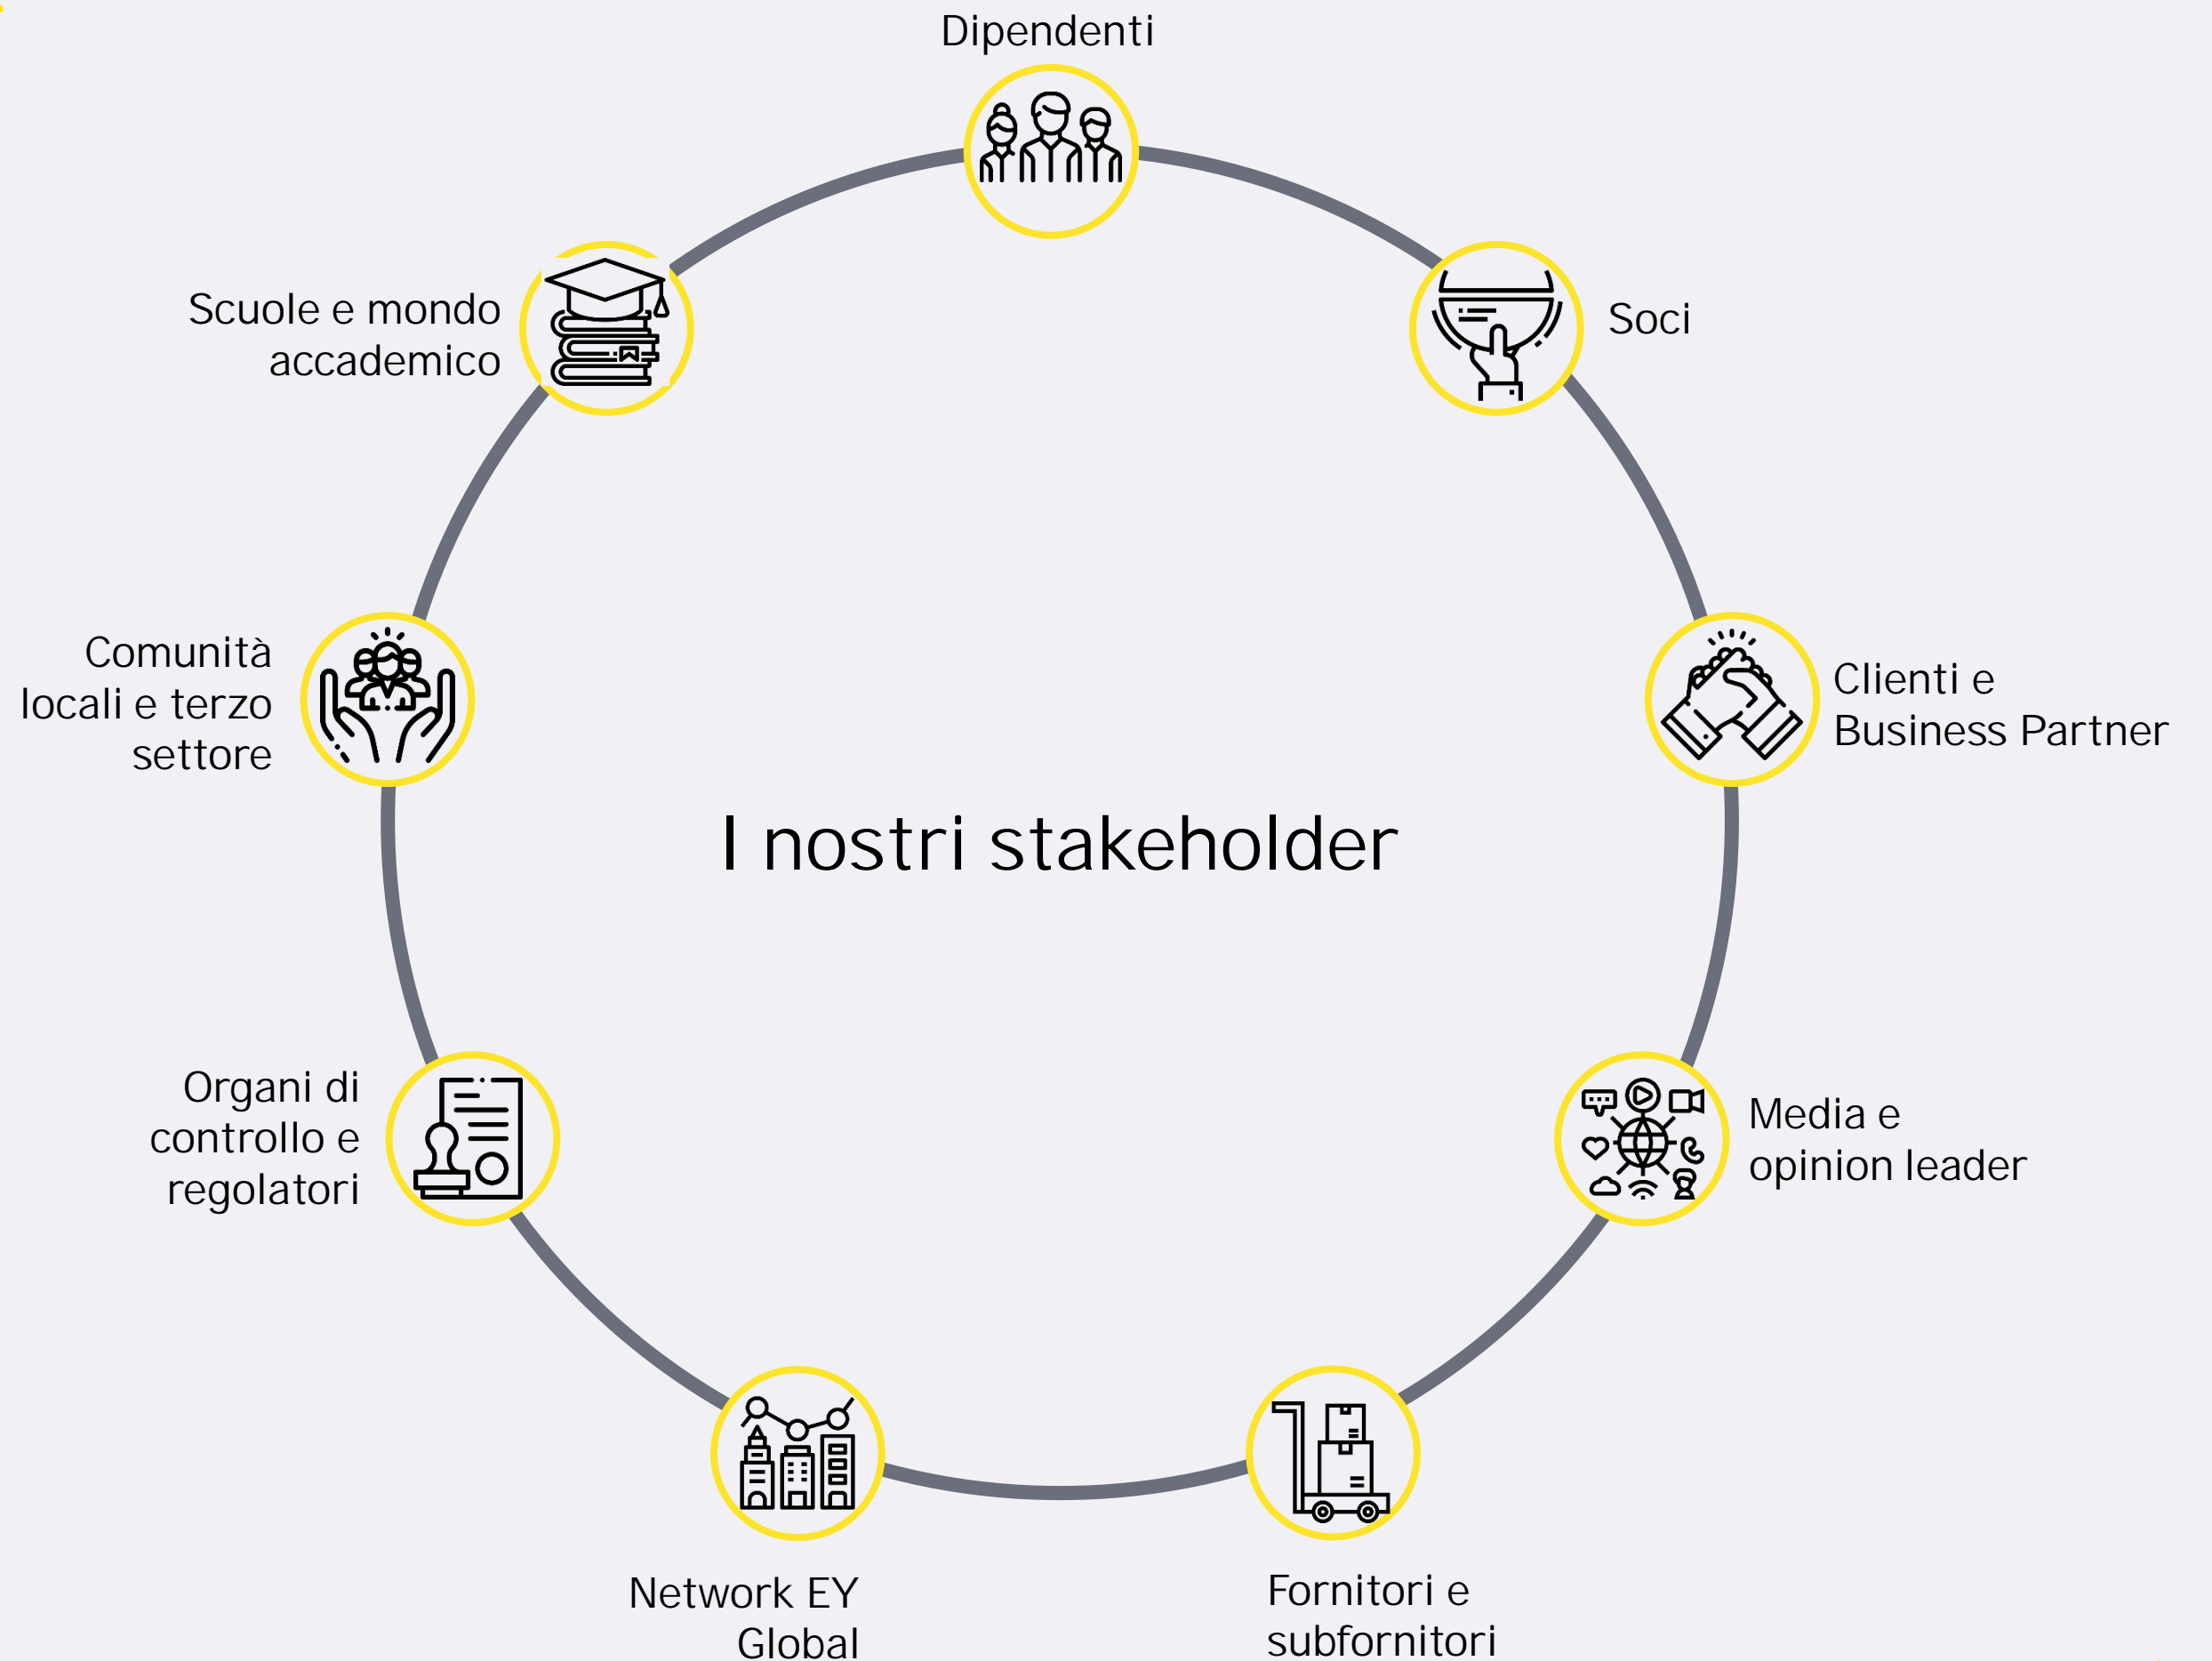 Dipendenti
Soci
Clienti e
Business Partner
Media e
opinion leader
Fornitori e
subfornitori
Network EY
Global
Organi di
controllo e
regolatori
Comunità
locali e terzo
settore
Scuole e mondo
accademico
I nostri stakeholder